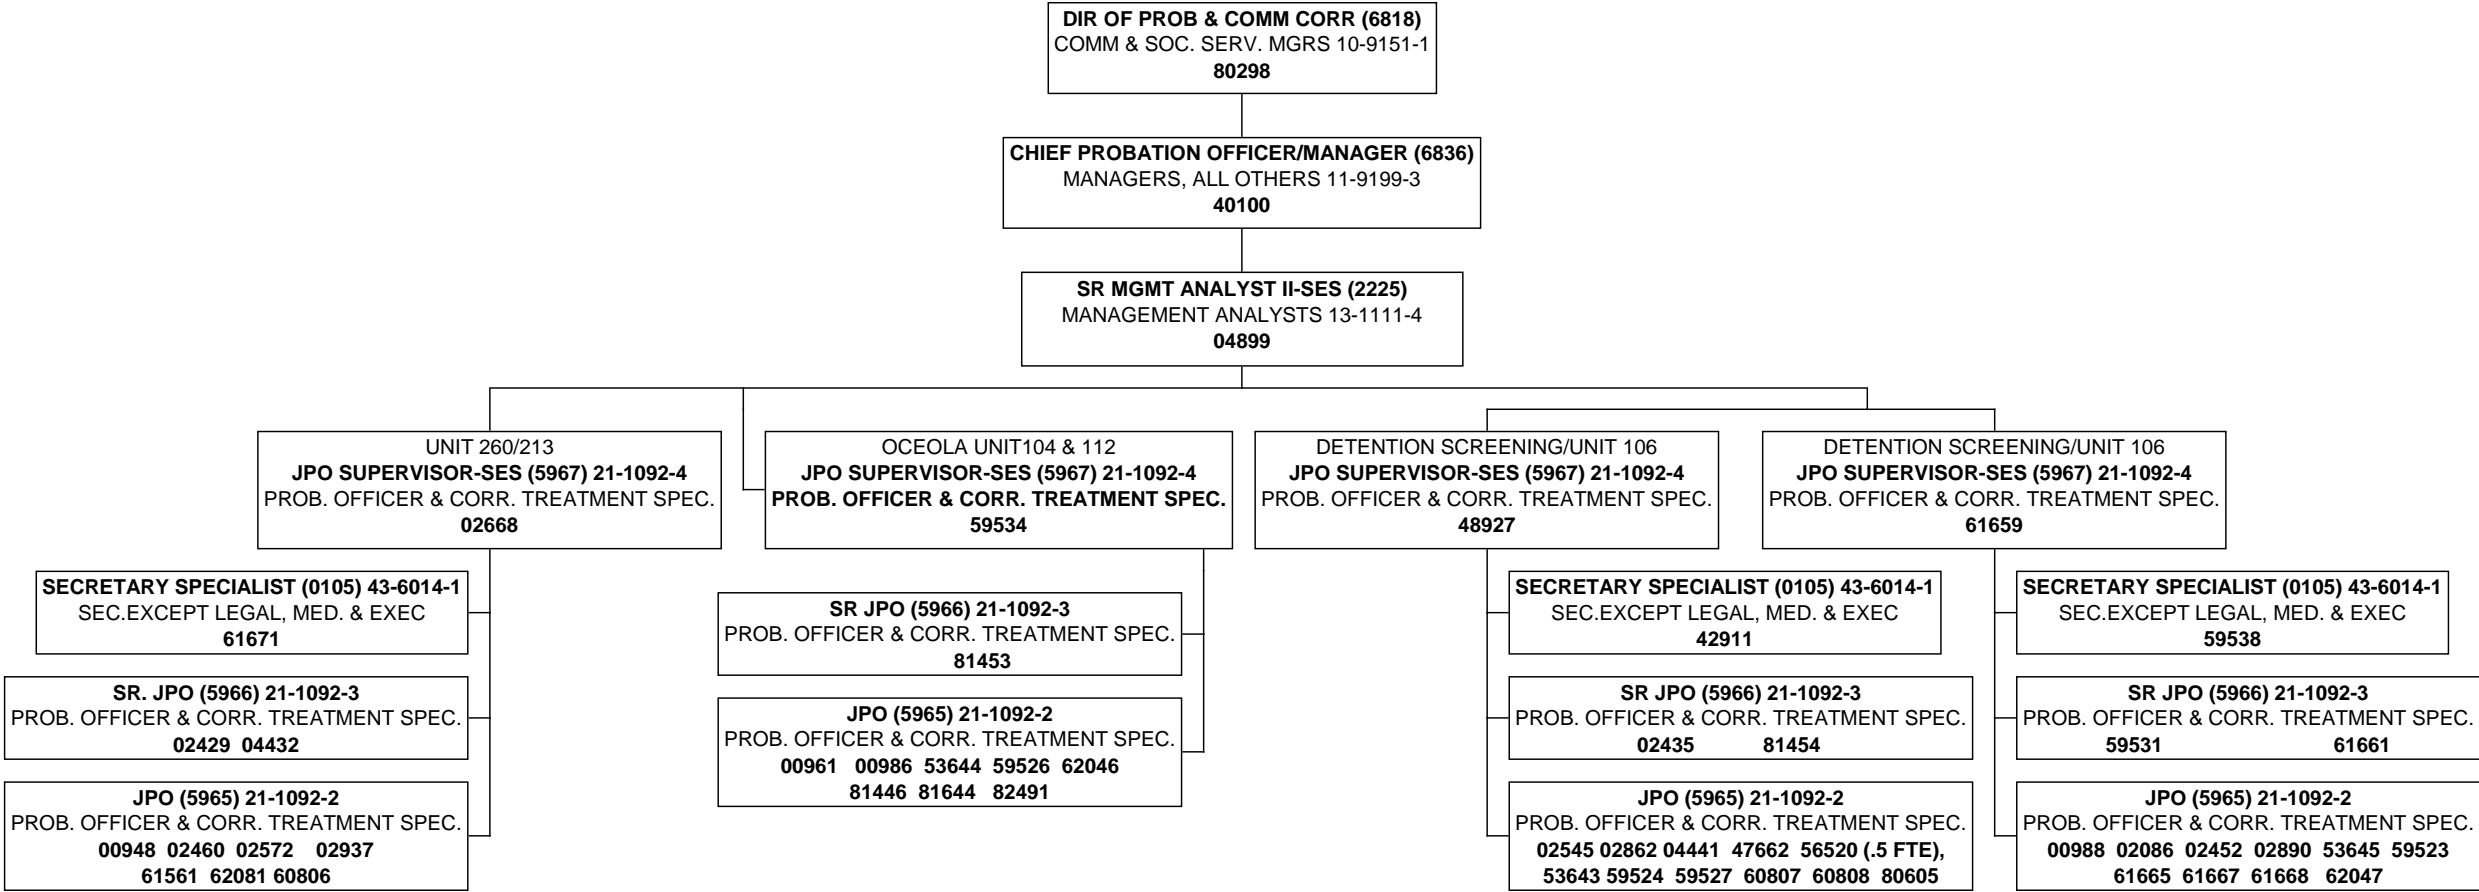 DIR OF PROB & COMM CORR (6818)
COMM & SOC. SERV. MGRS 10-9151-1
80298
CHIEF PROBATION OFFICER/MANAGER (6836)
MANAGERS, ALL OTHERS 11-9199-3
40100
SR MGMT ANALYST II-SES (2225)
MANAGEMENT ANALYSTS 13-1111-4
04899
UNIT 260/213
JPO SUPERVISOR-SES (5967) 21-1092-4
PROB. OFFICER & CORR. TREATMENT SPEC.
02668
SECRETARY SPECIALIST (0105) 43-6014-1
SEC.EXCEPT LEGAL, MED. & EXEC
61671
SR. JPO (5966) 21-1092-3
PROB. OFFICER & CORR. TREATMENT SPEC.
02429 04432
JPO (5965) 21-1092-2
PROB. OFFICER & CORR. TREATMENT SPEC.
00948 02460 02572 02937
61561 62081 60806
OCEOLA UNIT104 & 112
JPO SUPERVISOR-SES (5967) 21-1092-4
PROB. OFFICER & CORR. TREATMENT SPEC.
59534
SR JPO (5966) 21-1092-3
PROB. OFFICER & CORR. TREATMENT SPEC.
81453
JPO (5965) 21-1092-2
PROB. OFFICER & CORR. TREATMENT SPEC.
00961 00986 53644 59526 62046
81446 81644 82491
DETENTION SCREENING/UNIT 106
JPO SUPERVISOR-SES (5967) 21-1092-4
PROB. OFFICER & CORR. TREATMENT SPEC.
48927
SECRETARY SPECIALIST (0105) 43-6014-1
SEC.EXCEPT LEGAL, MED. & EXEC
42911
SR JPO (5966) 21-1092-3
PROB. OFFICER & CORR. TREATMENT SPEC.
02435 81454
JPO (5965) 21-1092-2
PROB. OFFICER & CORR. TREATMENT SPEC.
02545 02862 04441 47662 56520 (.5 FTE),
53643 59524 59527 60807 60808 80605
DETENTION SCREENING/UNIT 106
JPO SUPERVISOR-SES (5967) 21-1092-4
PROB. OFFICER & CORR. TREATMENT SPEC.
61659
SECRETARY SPECIALIST (0105) 43-6014-1
SEC.EXCEPT LEGAL, MED. & EXEC
59538
SR JPO (5966) 21-1092-3
PROB. OFFICER & CORR. TREATMENT SPEC.
59531 61661
JPO (5965) 21-1092-2
PROB. OFFICER & CORR. TREATMENT SPEC.
00988 02086 02452 02890 53645 59523
61665 61667 61668 62047